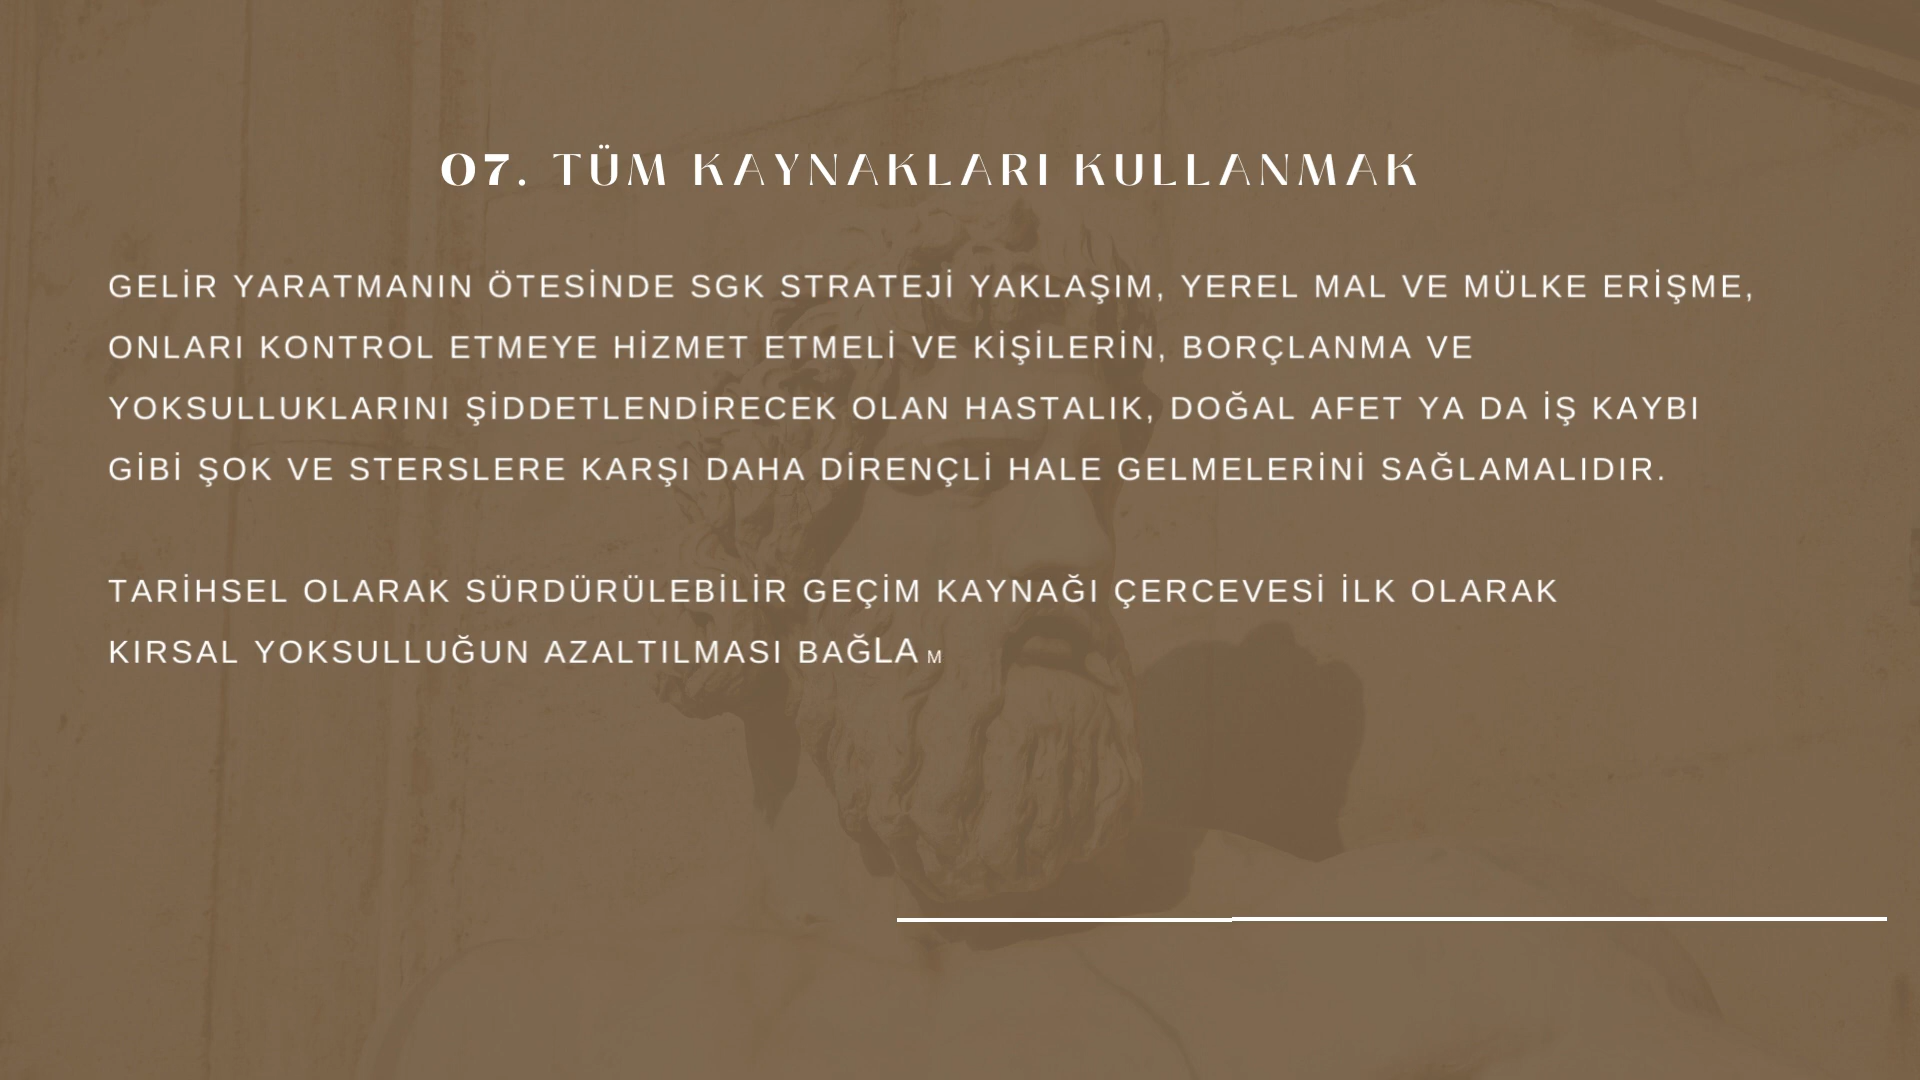 07. TÜM KAYNAKLARI KULLANMAK
GELİR YARATMANIN ÖTESİNDE SGK STRATEJİ YAKLAŞIM, YEREL MAL VE MÜLKE ERİŞME,
ONLARI KONTROL ETMEYE HİZMET ETMELİ VE KİŞİLERİN, BORÇLANMA VE
YOKSULLUKLARINI ŞİDDETLENDİRECEK OLAN HASTALIK, DOĞAL AFET YA DA İŞ KAYBI
GİBİ ŞOK VE STERSLERE KARŞI DAHA DİRENÇLİ HALE GELMELERİNİ SAĞLAMALIDIR.
TARİHSEL OLARAK SÜRDÜRÜLEBİLİR GEÇİM KAYNAĞI ÇERCEVESİ İLK OLARAK
KIRSAL YOKSULLUĞUN AZALTILMASI BAĞLA M